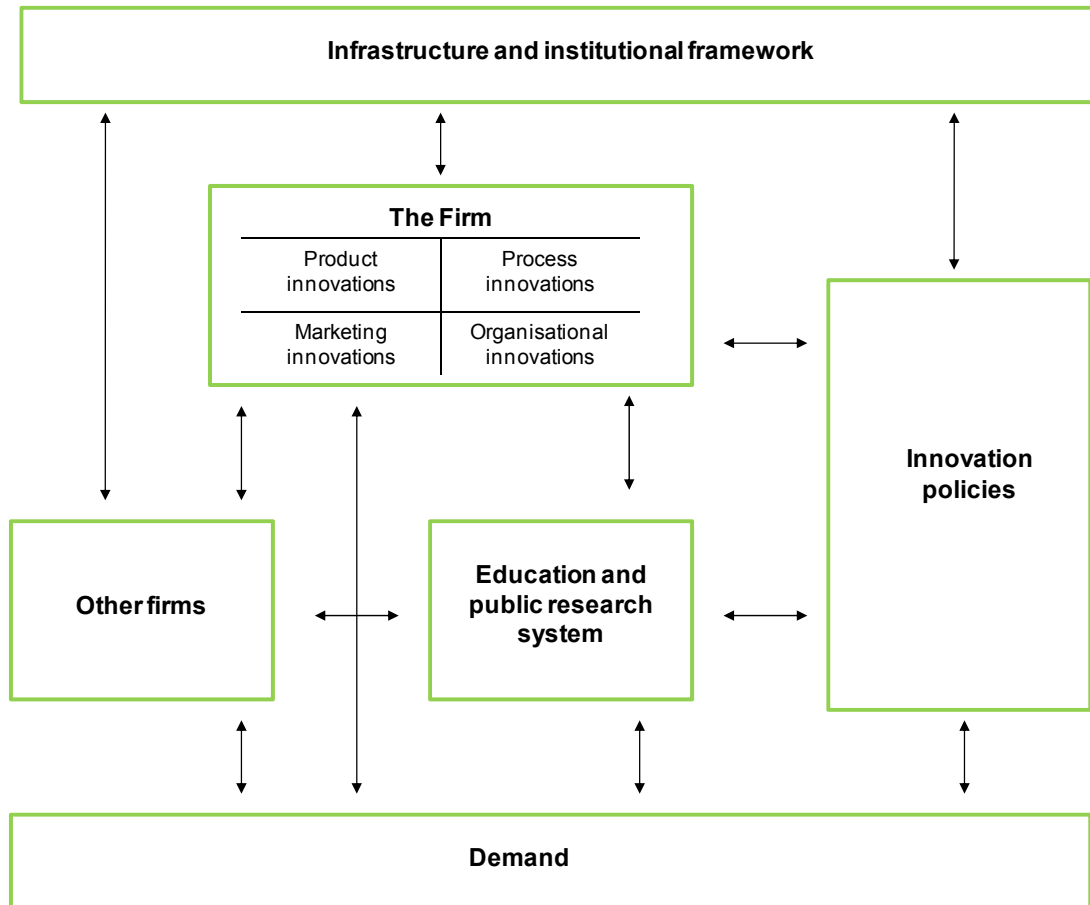 Infrastructure and institutional framework
The Firm
Product
innovations
Process
innovations
Marketing
innovations
Organisational
innovations
Innovation
policies
Other firms
Education and
public research
system
Demand